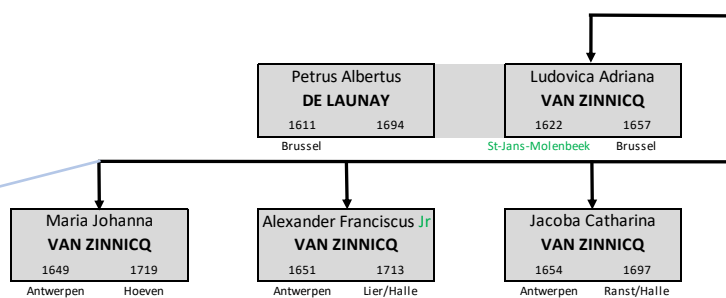 Petrus Albertus
DE LAUNAY
1611 1694
Brussel
Ludovica Adriana
VAN ZINNICQ
1622 1657
St-Jans-Molenbeek Brussel
Maria Johanna
VAN ZINNICQ
1649 1719
Antwerpen Hoeven
Alexander Franciscus Jr
VAN ZINNICQ
1651 1713
Antwerpen Lier/Halle
Jacoba Catharina
VAN ZINNICQ
1654 1697
Antwerpen Ranst/Halle